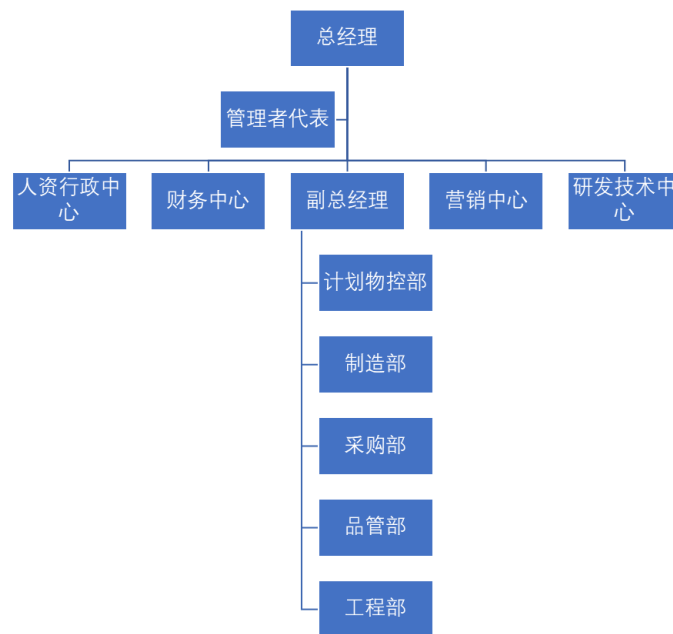 总经理
管理者代表
人资行政中
心
财务中心
副总经理
营销中心
研发技术中
心
计划物控部
制造部
采购部
品管部
工程部